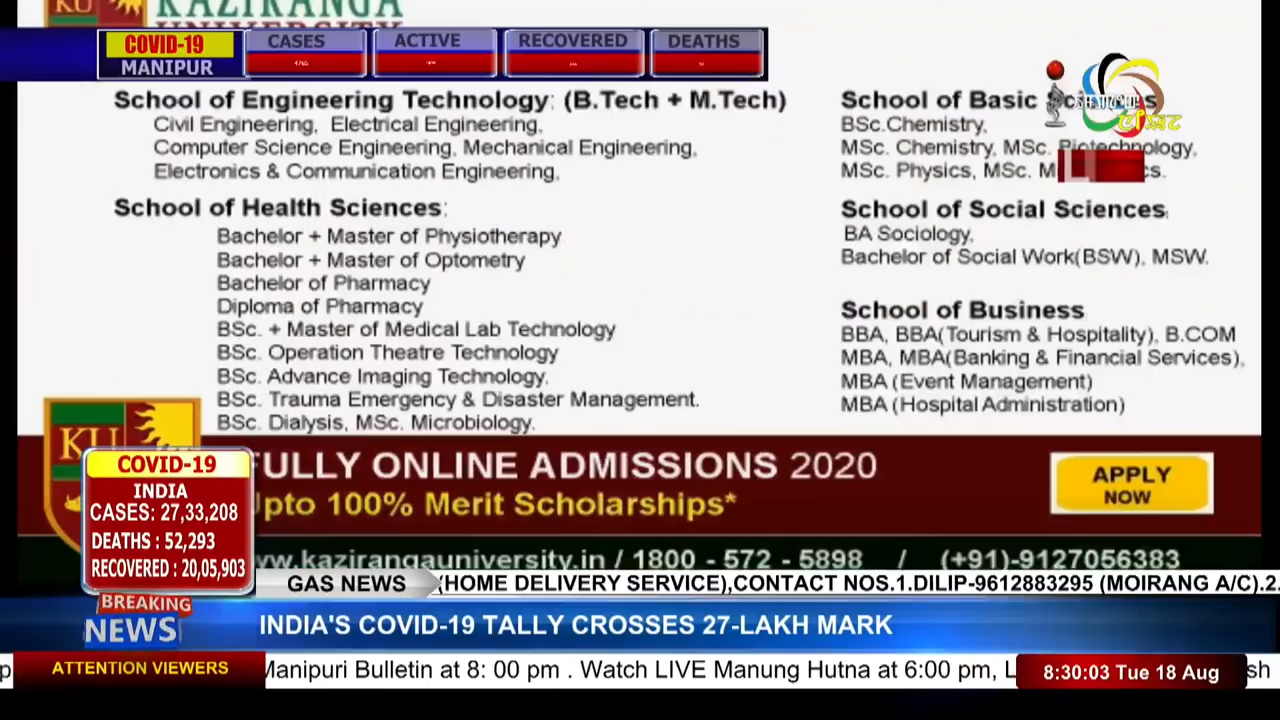 KU
KAZIRANGA
UNIVERSITY
COVID-19
MANIPUR
CASES
ACTIVE
RECOVERED
DEATHS
School of Engineering Technology: (B.Tech + M.Tech)
Civil Engineering, Electrical Engineering,
Computer Science Engineering, Mechanical Engineering,
Electronics & Communication Engineering,
School of Health Sciences:
Bachelor + Master of Physiotherapy
Bachelor + Master of Optometry
Bachelor of Pharmacy
Diploma of Pharmacy
BSc. + Master of Medical Lab Technology
BSc. Operation Theatre Technology
BSc. Advance Imaging Technology,
BSc. Trauma Emergency & Disaster Management.
BSc. Dialysis, MSc. Microbiology.
School of Basic
BSc.Chemistry,
MSc. Chemistry, MSc. Biotechnology,
MSc. Physics, MSc.
School of Social Sciences
BA Sociology,
Bachelor of Social Work(BSW), MSW.
School of Business
BBA, BBA(Tourism & Hospitality), B.COM
MBA, MBA(Banking & Financial Services),
MBA (Event Management)
MBA (Hospital Administration)
KU
FULLY ONLINE ADMISSIONS 2020
Upto 100% Merit Scholarships*
APPLY
NOW
www.kazirangauniversity.in / 1800 - 572 - 5898 / (+91)-9127056383
COVID-19
INDIA
CASES: 27,33,208
DEATHS : 52,293
RECOVERED : 20,05,903
GAS NEWS
(HOME DELIVERY SERVICE),CONTACT NOS.1.DILIP-9612883295 (MOIRANG A/C).2.
BREAKING
NEWS
INDIA'S COVID-19 TALLY CROSSES 27-LAKH MARK
ATTENTION VIEWERS
Manipuri Bulletin at 8: 00 pm . Watch LIVE Manung Hutna at 6:00 pm, L
8:30:03 Tue 18 Aug